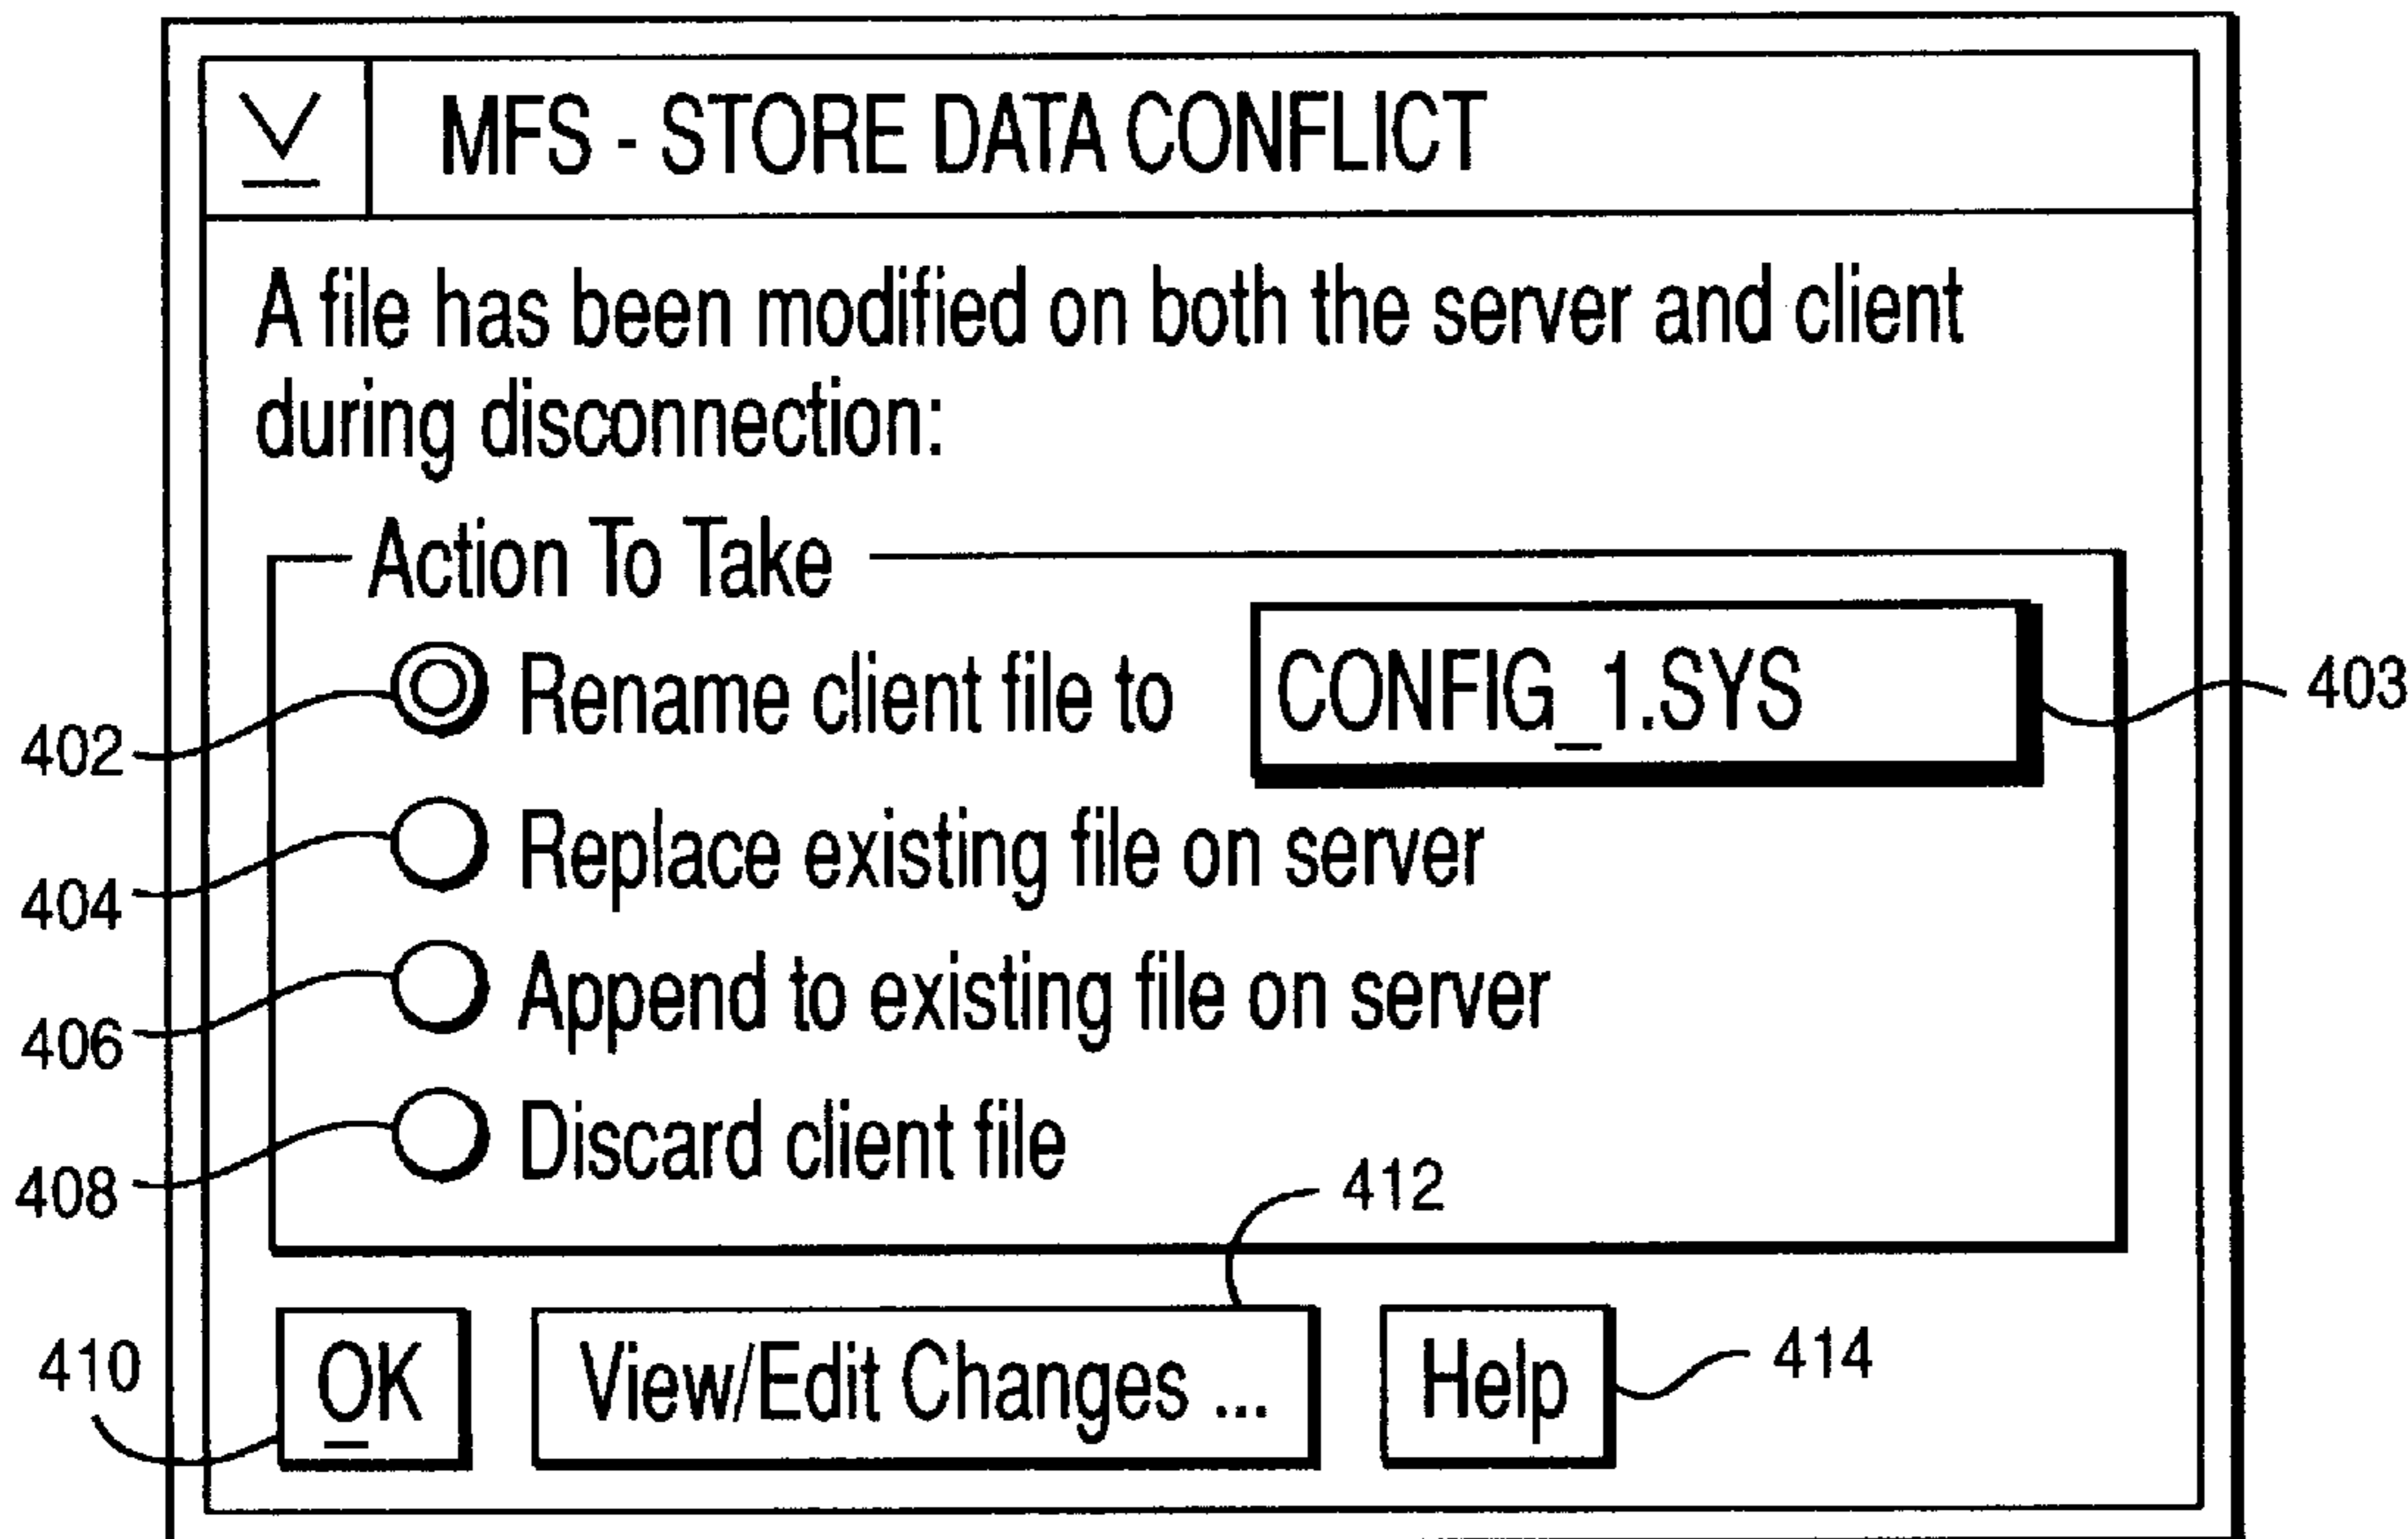 MFS - STORE DATA CONFLICT
A file has been modified on both the server and client
during disconnection:
Action To Take
Rename client file to CONFIG_1.SYS
403
402
Replace existing file on server
404
Append to existing file on server
406
Discard client file
408
412
410
OK View/Edit Changes ... Help
414